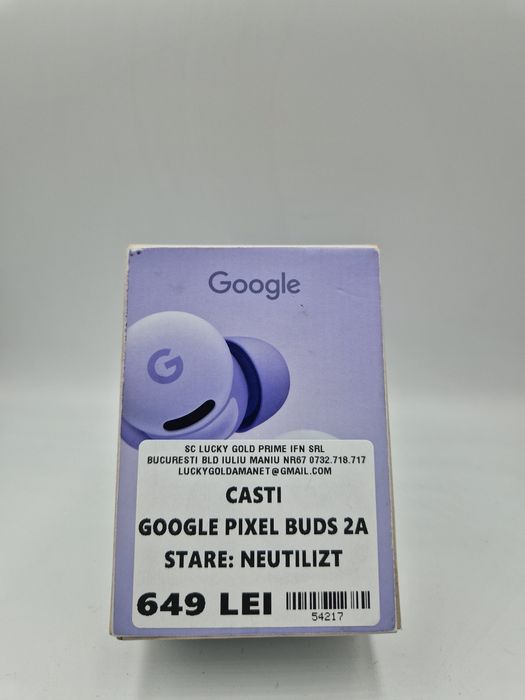 Google
G
SC LUCKY GOLD PRIME IFN SRL
BUCURESTI BLD IULIU MANIU NR67 0732.718.717
LUCKYGOLDAMANET@GMAIL.COM
CASTI
GOOGLE PIXEL BUDS 2A
STARE: NEUTILIZT
649 LEI
54217